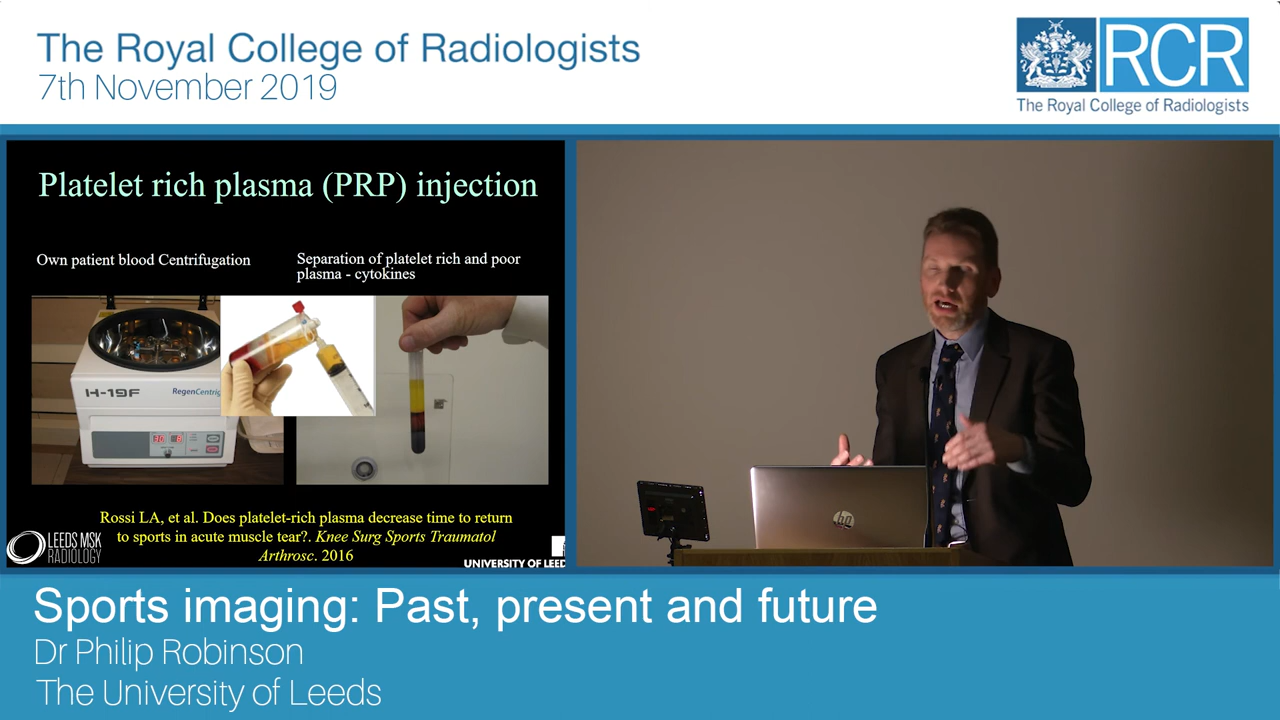 The Royal College of Radiologists
7th November 2019
RCR
The Royal College of Radiologists
Platelet rich plasma (PRP) injection
Own patient blood Centrifugation
Separation of platelet rich and poor
plasma - cytokines
H-19F
RegenCentrig
Rossi LA, et al. Does platelet-rich plasma decrease time to return
to sports in acute muscle tear?. Knee Surg Sports Traumatol
Arthrosc. 2016
LEEDS MSK
RADIOLOGY
UNIVERSITY OF LEED
hp
Sports imaging: Past, present and future
Dr Philip Robinson
The University of Leeds